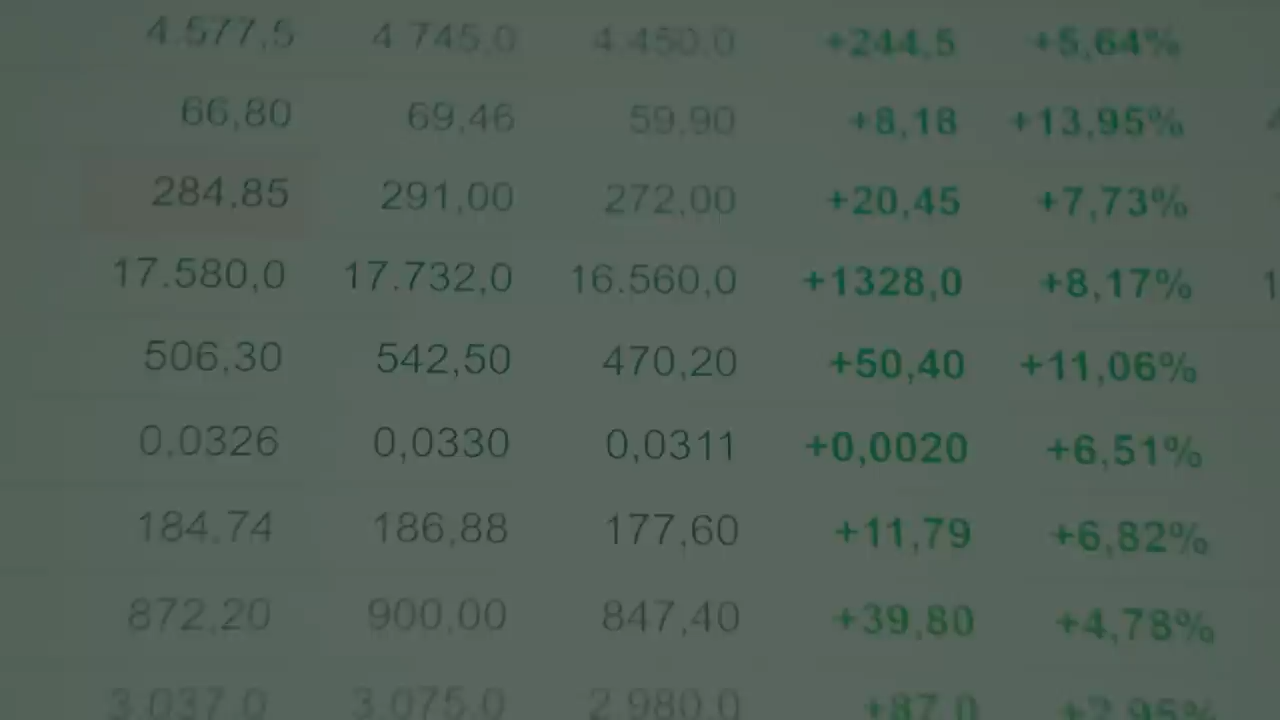 4.577,5 4.745,0 4.450,0 +244,5 +5,64%
66,80 69,46 59,90 +8,18 +13,95%
284,85 291,00 272,00 +20,45 +7,73%
17.580,0 17.732,0 16.560,0 +1328,0 +8,17%
506,30 542,50 470,20 +50,40 +11,06%
0,0326 0,0330 0,0311 +0,0020 +6,51%
184,74 186,88 177,60 +11,79 +6,82%
872,20 900,00 847,40 +39,80 +4,78%
3.037,0 3.075,0 2.980,0 +87,0 +2,95%